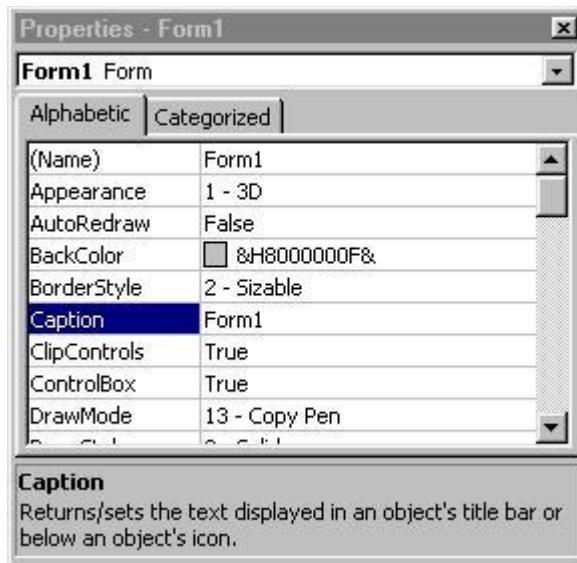 Properties - Form1
Form1 Form
Alphabetic Categorized
(Name) Form1
Appearance 1 - 3D
AutoRedraw False
BackColor &H8000000F&
BorderStyle 2 - Sizable
Caption Form1
ClipControls True
ControlBox True
DrawMode 13 - Copy Pen
Caption
Returns/sets the text displayed in an object's title bar or
below an object's icon.